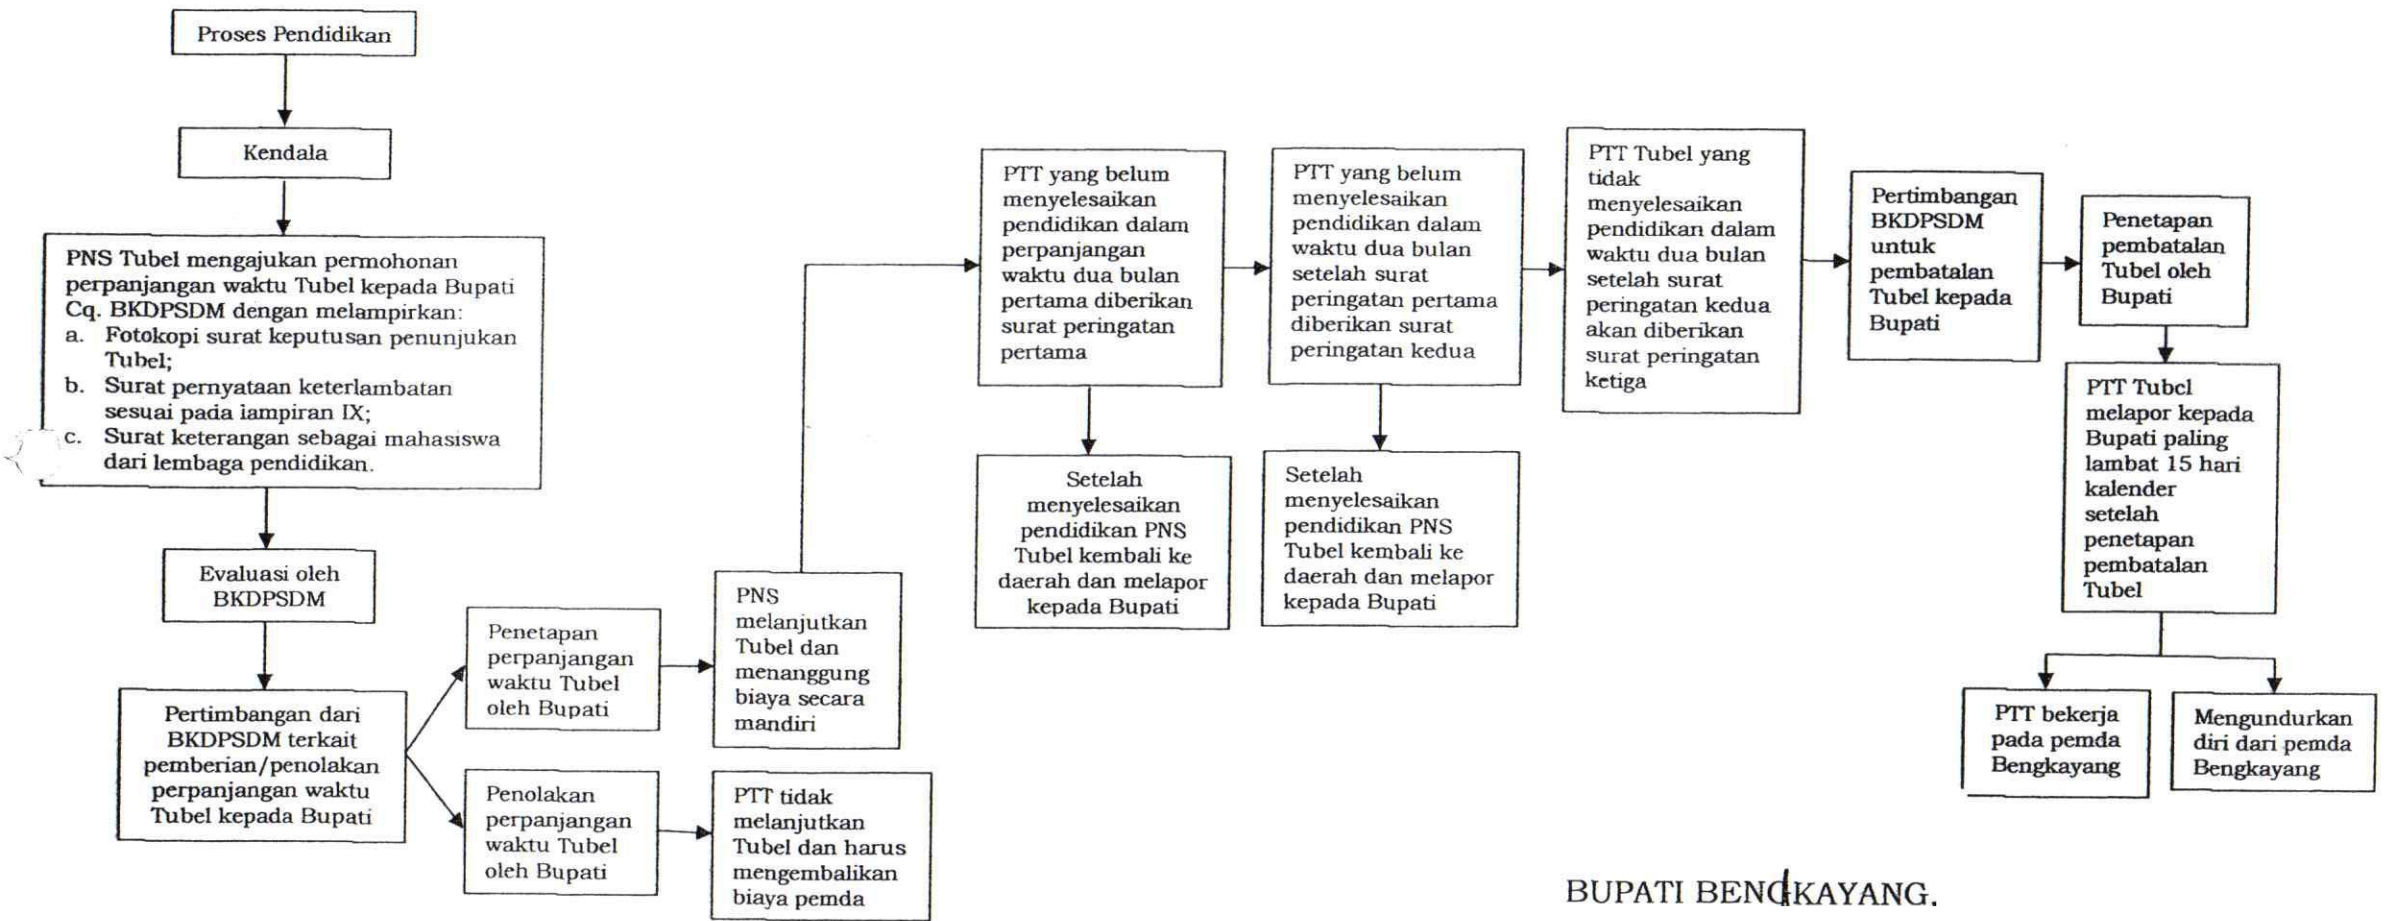 Proses Pendidikan
Kendala
PNS Tubel mengajukan permohonan
perpanjangan waktu Tubel kepada Bupati
Cq. BKDPSDM dengan melampirkan:
a. Fotokopi surat keputusan penunjukan
Tubel;
b. Surat pernyataan keterlambatan
sesuai pada lampiran IX;
c. Surat keterangan sebagai mahasiswa
dari lembaga pendidikan.
Evaluasi oleh
BKDPSDM
Pertimbangan dari
BKDPSDM terkait
pemberian/penolakan
perpanjangan waktu
Tubel kepada Bupati
Penetapan
perpanjangan
waktu Tubel
oleh Bupati
Penolakan
perpanjangan
waktu Tubel
oleh Bupati
PNS
melanjutkan
Tubel dan
menanggung
biaya secara
mandiri
PTT tidak
melanjutkan
Tubel dan harus
mengembalikan
biaya pemda
PTT yang belum
menyelesaikan
pendidikan dalam
perpanjangan
waktu dua bulan
pertama diberikan
surat peringatan
pertama
Setelah
menyelesaikan
pendidikan PNS
Tubel kembali ke
daerah dan melapor
kepada Bupati
PTT yang belum
menyelesaikan
pendidikan dalam
waktu dua bulan
setelah surat
peringatan pertama
diberikan surat
peringatan kedua
Setelah
menyelesaikan
pendidikan PNS
Tubel kembali ke
daerah dan melapor
kepada Bupati
PTT Tubel yang
tidak
menyelesaikan
pendidikan dalam
waktu dua bulan
setelah surat
peringatan kedua
akan diberikan
surat peringatan
ketiga
Pertimbangan
BKDPSDM
untuk
pembatalan
Tubel kepada
Bupati
Penetapan
pembatalan
Tubel oleh
Bupati
PTT Tubel
melapor kepada
Bupati paling
lambat 15 hari
kalender
setelah
penetapan
pembatalan
Tubel
PTT bekerja
pada pemda
Bengkayang
Mengundurkan
diri dari pemda
Bengkayang
BUPATI BENGKAYANG,